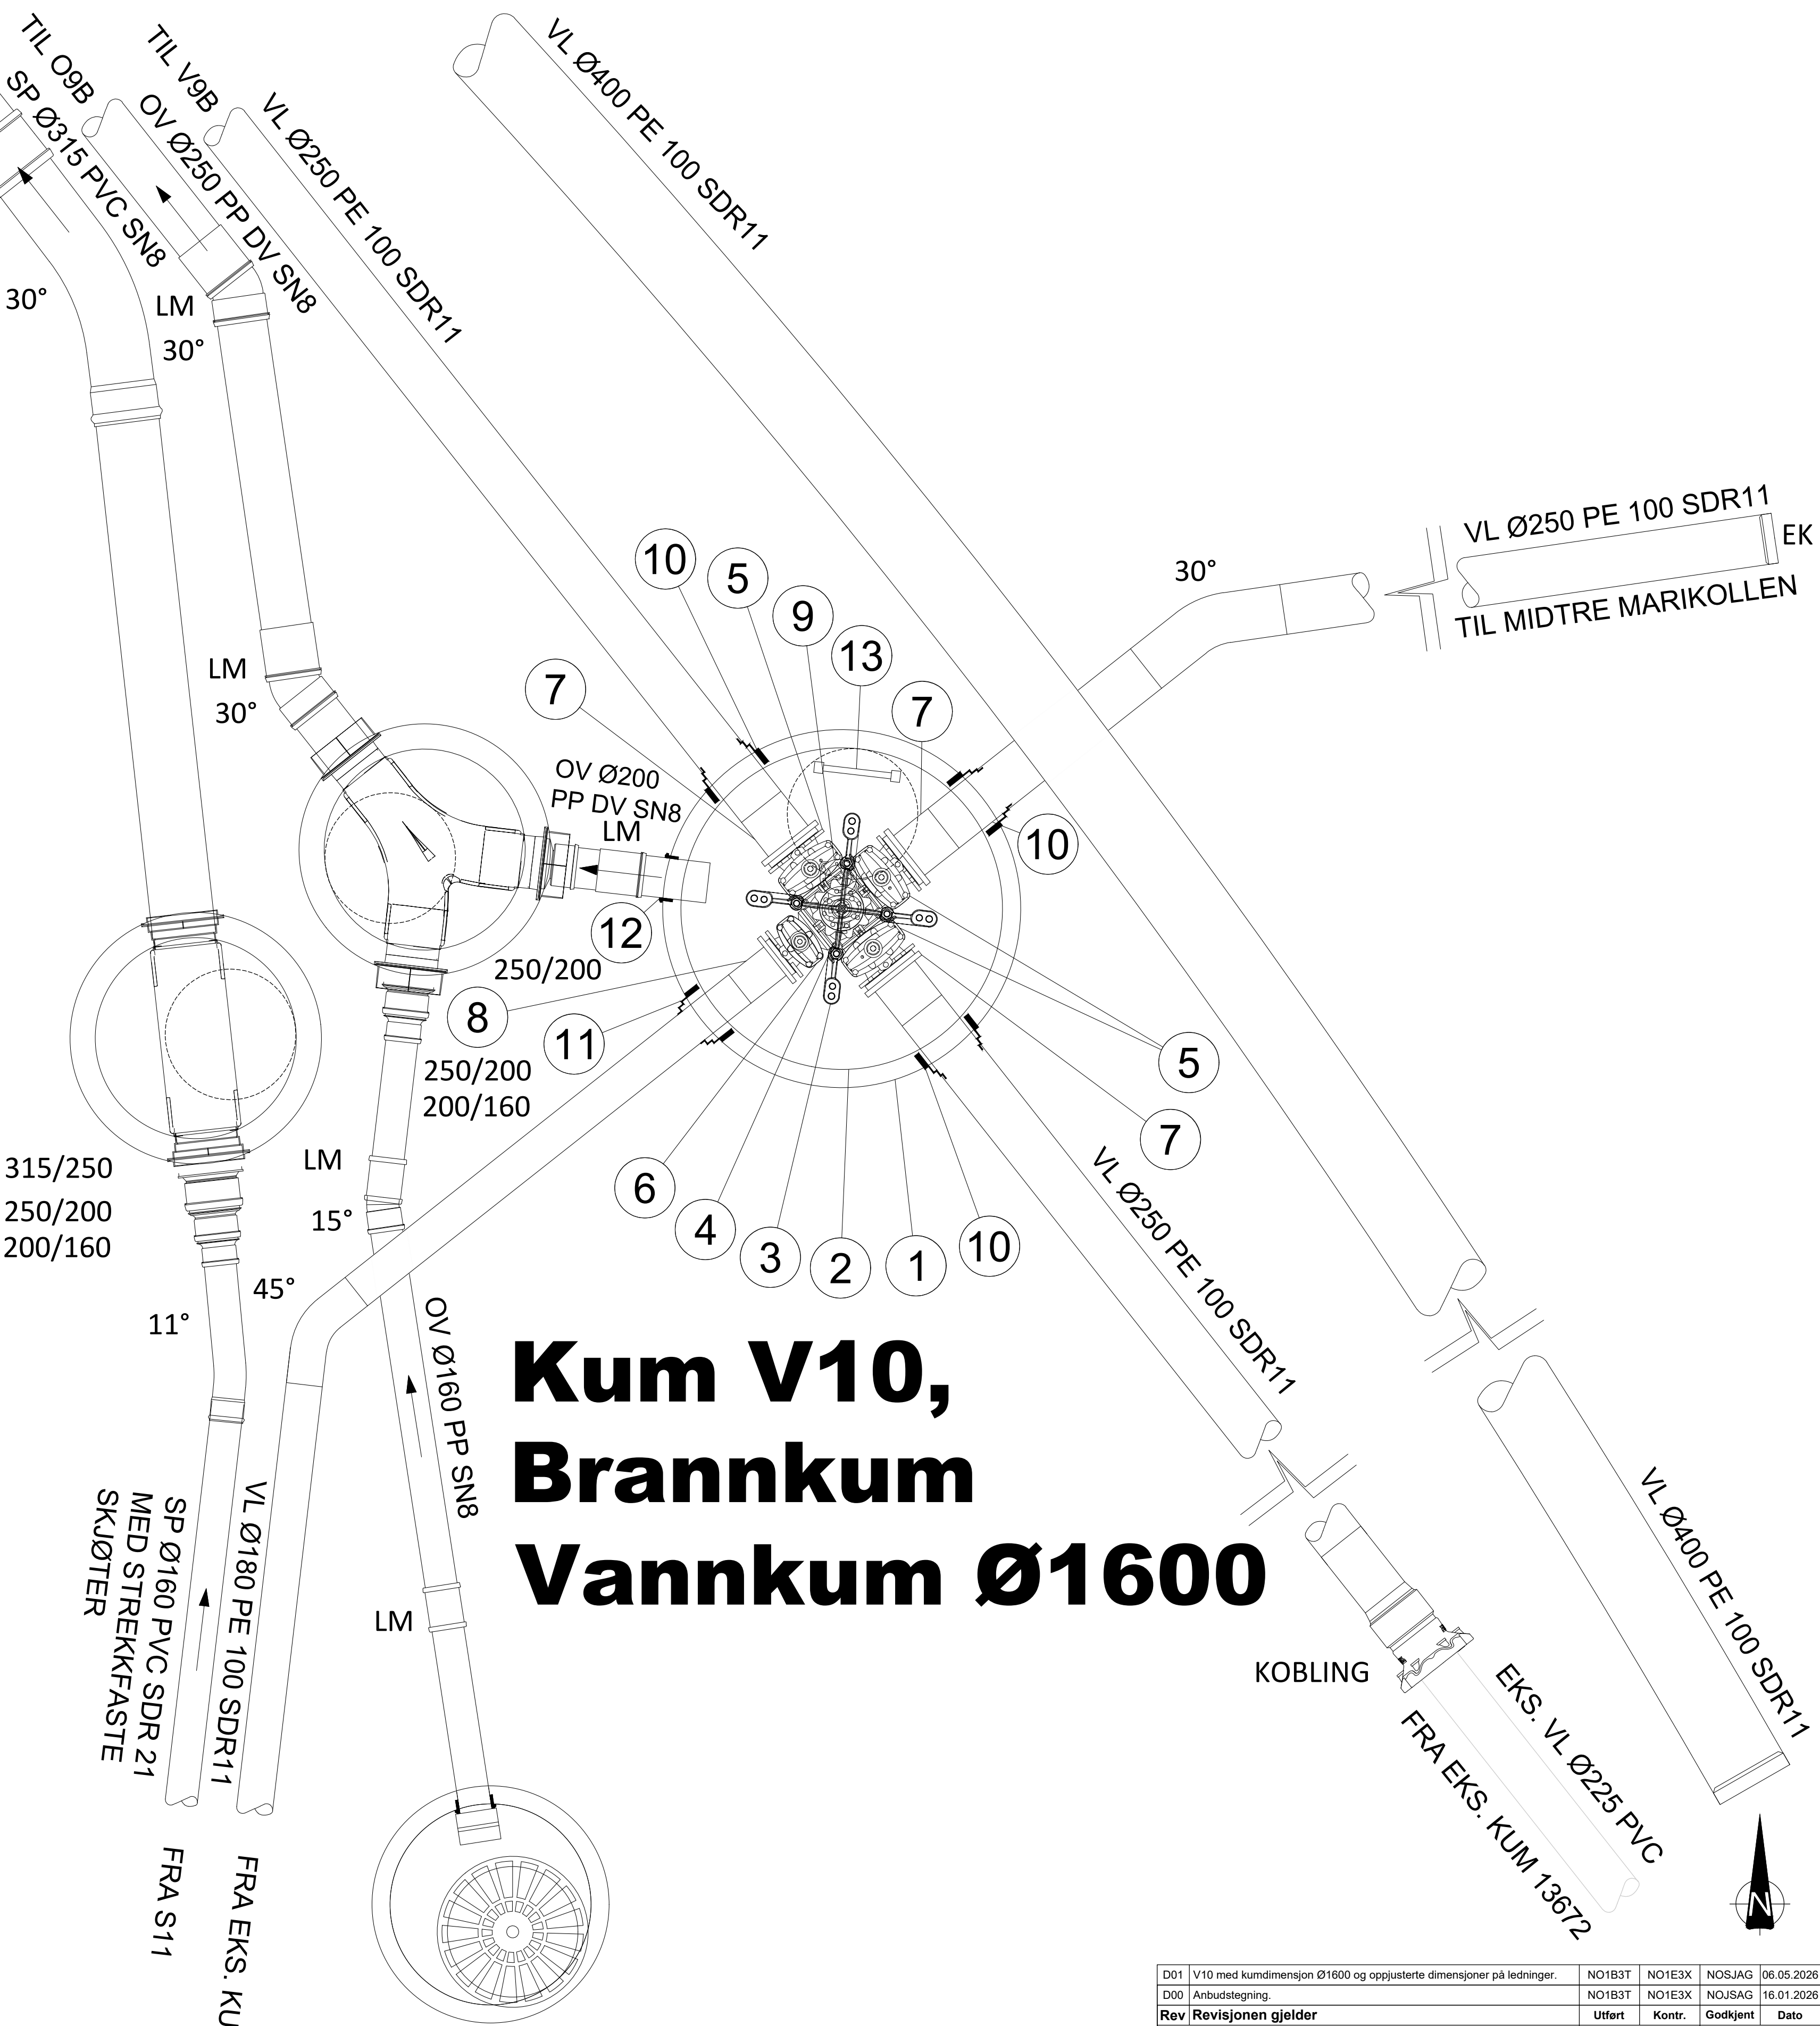 TIL O9B
SP Ø315 PVC SN8
TIL V9B
OV Ø250 PP DV SN8
VL Ø250 PE 100 SDR11
VL Ø400 PE 100 SDR11
30°
LM
30°
VL Ø250 PE 100 SDR11
EK
TIL MIDTRE MARIKOLLEN
30°
10
5
9
13
7
7
LM
30°
OV Ø200
PP DV SN8
LM
10
12
250/200
8
11
5
250/200
200/160
7
6
4
3
2
1
10
315/250
250/200
200/160
LM
15°
45°
11°
VL Ø250 PE 100 SDR11
OV Ø160 PP SN8
Kum V10,
Brannkum
Vannkum Ø1600
SP Ø160 PVC SDR 21
MED STREKKFASTE
SKJØTER
VL Ø180 PE 100 SDR11
LM
VL Ø400 PE 100 SDR11
KOBLING
EKS. VL Ø225 PVC
FRA EKS. KUM 13672
FRA S11
FRA EKS. KU
N
D01 V10 med kumdimensjon Ø1600 og oppjusterte dimensjoner på ledninger. NO1B3T NO1E3X NOSJAG 06.05.2026
D00 Anbudstegning. NO1B3T NO1E3X NOJSAG 16.01.2026
Rev Revisjonen gjelder Utført Kontr. Godkjent Dato